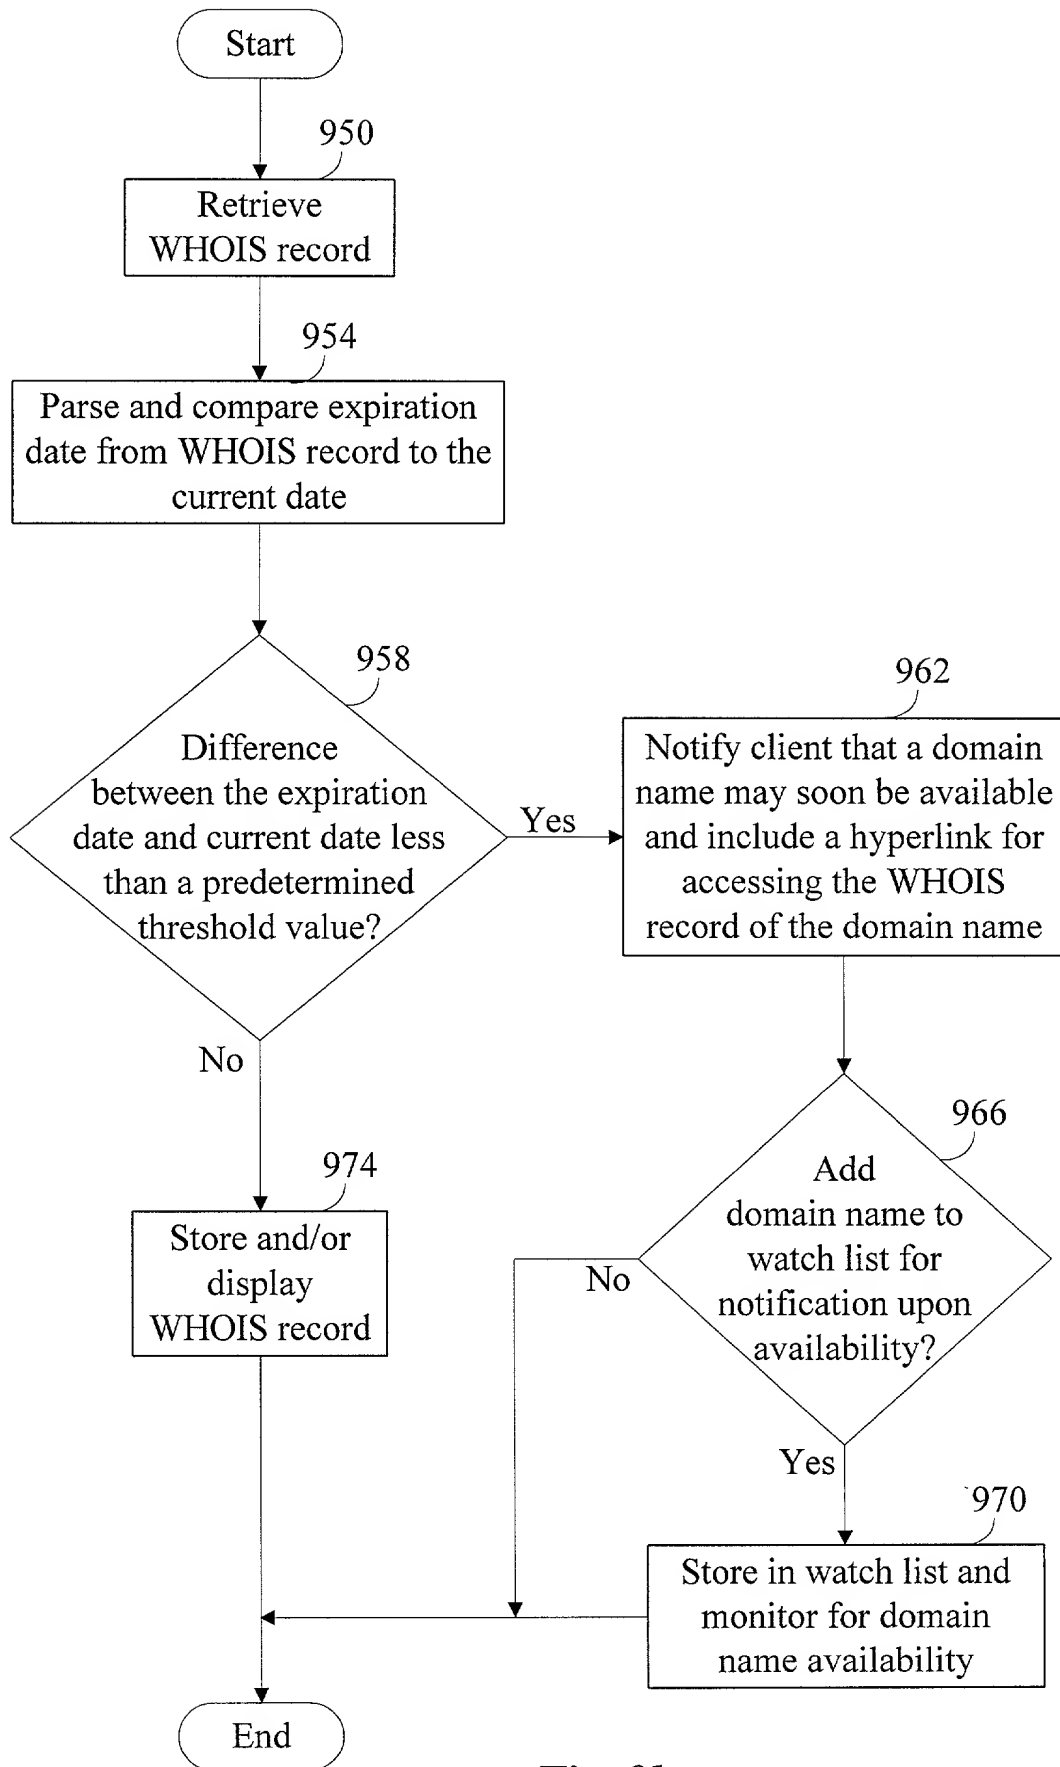 Start
950
Retrieve
WHOIS record
954
Parse and compare expiration
date from WHOIS record to the
current date
958
Difference
between the expiration
date and current date less
than a predetermined
threshold value?
Yes
962
Notify client that a domain
name may soon be available
and include a hyperlink for
accessing the WHOIS
record of the domain name
No
966
Add
domain name to
watch list for
notification upon
availability?
No
Yes
974
Store and/or
display
WHOIS record
970
Store in watch list and
monitor for domain
name availability
End